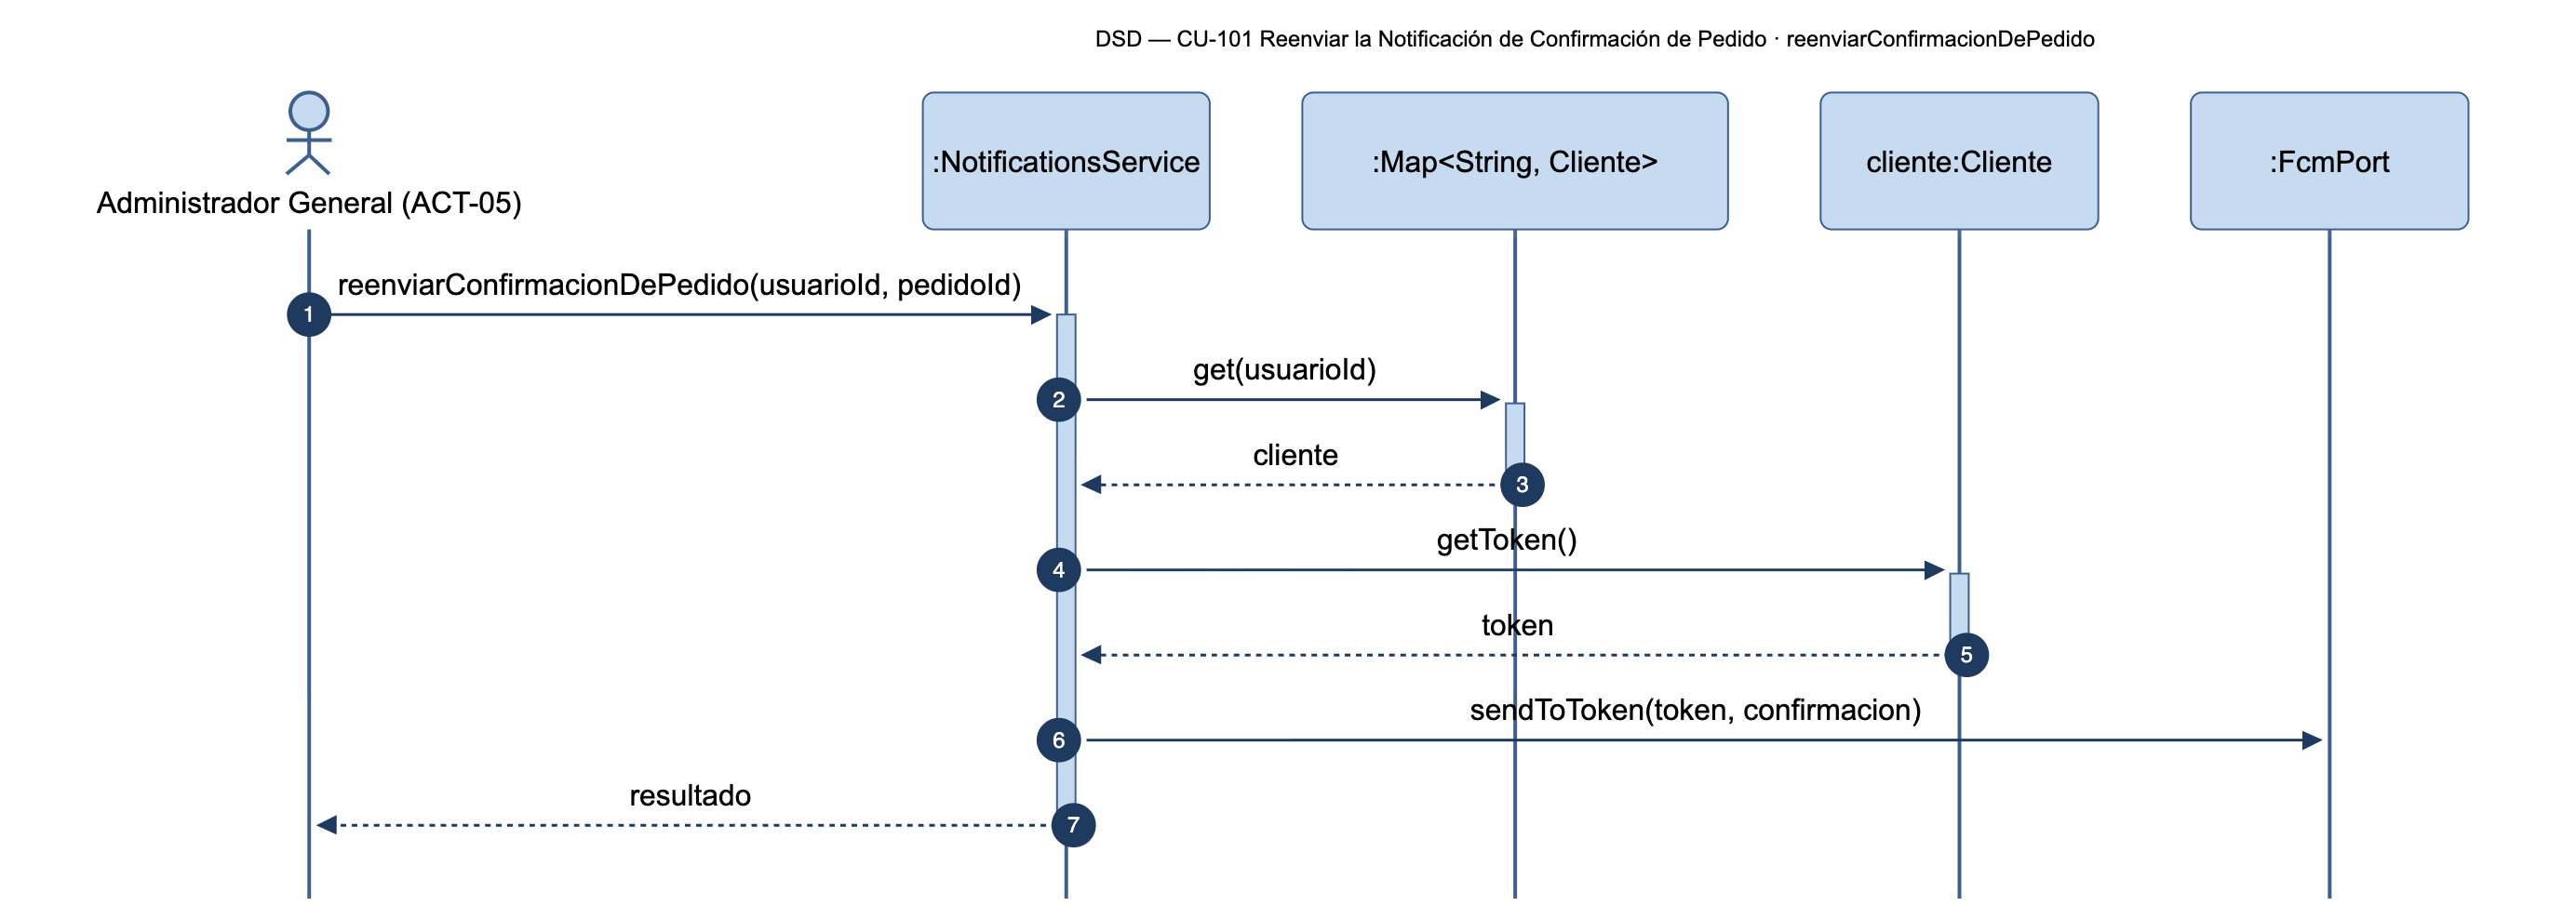 DSD — CU-101 Reenviar la Notificación de Confirmación de Pedido · reenviarConfirmacionDePedido
Administrador General (ACT-05)
:NotificationsService
:Map<String, Cliente>
cliente:Cliente
:FcmPort
reenviarConfirmacionDePedido(usuarioId, pedidoId)
1
get(usuarioId)
2
cliente
3
getToken()
4
token
5
sendToToken(token, confirmacion)
6
resultado
7